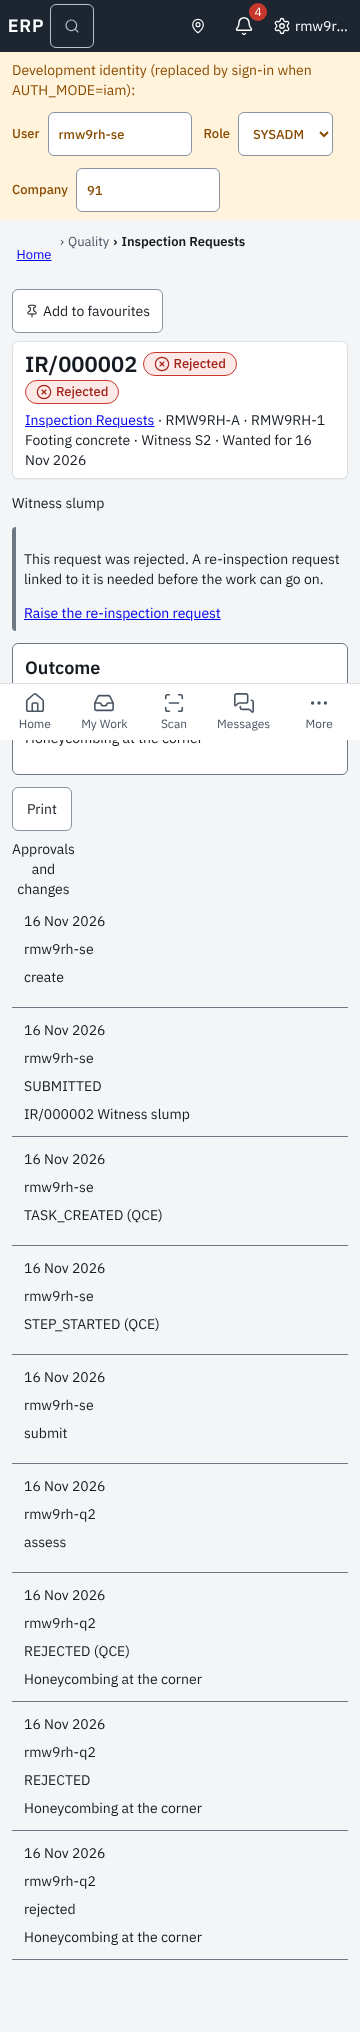 ERP
4
rmw9r...
Development identity (replaced by sign-in when
AUTH_MODE=iam):
User
rmw9rh-se
Role
SYSADM
Company
91
Home › Quality › Inspection Requests
Add to favourites
IR/000002
Rejected
Rejected
Inspection Requests · RMW9RH-A · RMW9RH-1
Footing concrete · Witness S2 · Wanted for 16
Nov 2026
Witness slump
This request was rejected. A re-inspection request
linked to it is needed before the work can go on.
Raise the re-inspection request
Outcome
Home
My Work
Scan
Messages
More
Honeycombing at the corner
Print
Approvals
and
changes
16 Nov 2026
rmw9rh-se
create
16 Nov 2026
rmw9rh-se
SUBMITTED
IR/000002 Witness slump
16 Nov 2026
rmw9rh-se
TASK_CREATED (QCE)
16 Nov 2026
rmw9rh-se
STEP_STARTED (QCE)
16 Nov 2026
rmw9rh-se
submit
16 Nov 2026
rmw9rh-q2
assess
16 Nov 2026
rmw9rh-q2
REJECTED (QCE)
Honeycombing at the corner
16 Nov 2026
rmw9rh-q2
REJECTED
Honeycombing at the corner
16 Nov 2026
rmw9rh-q2
rejected
Honeycombing at the corner